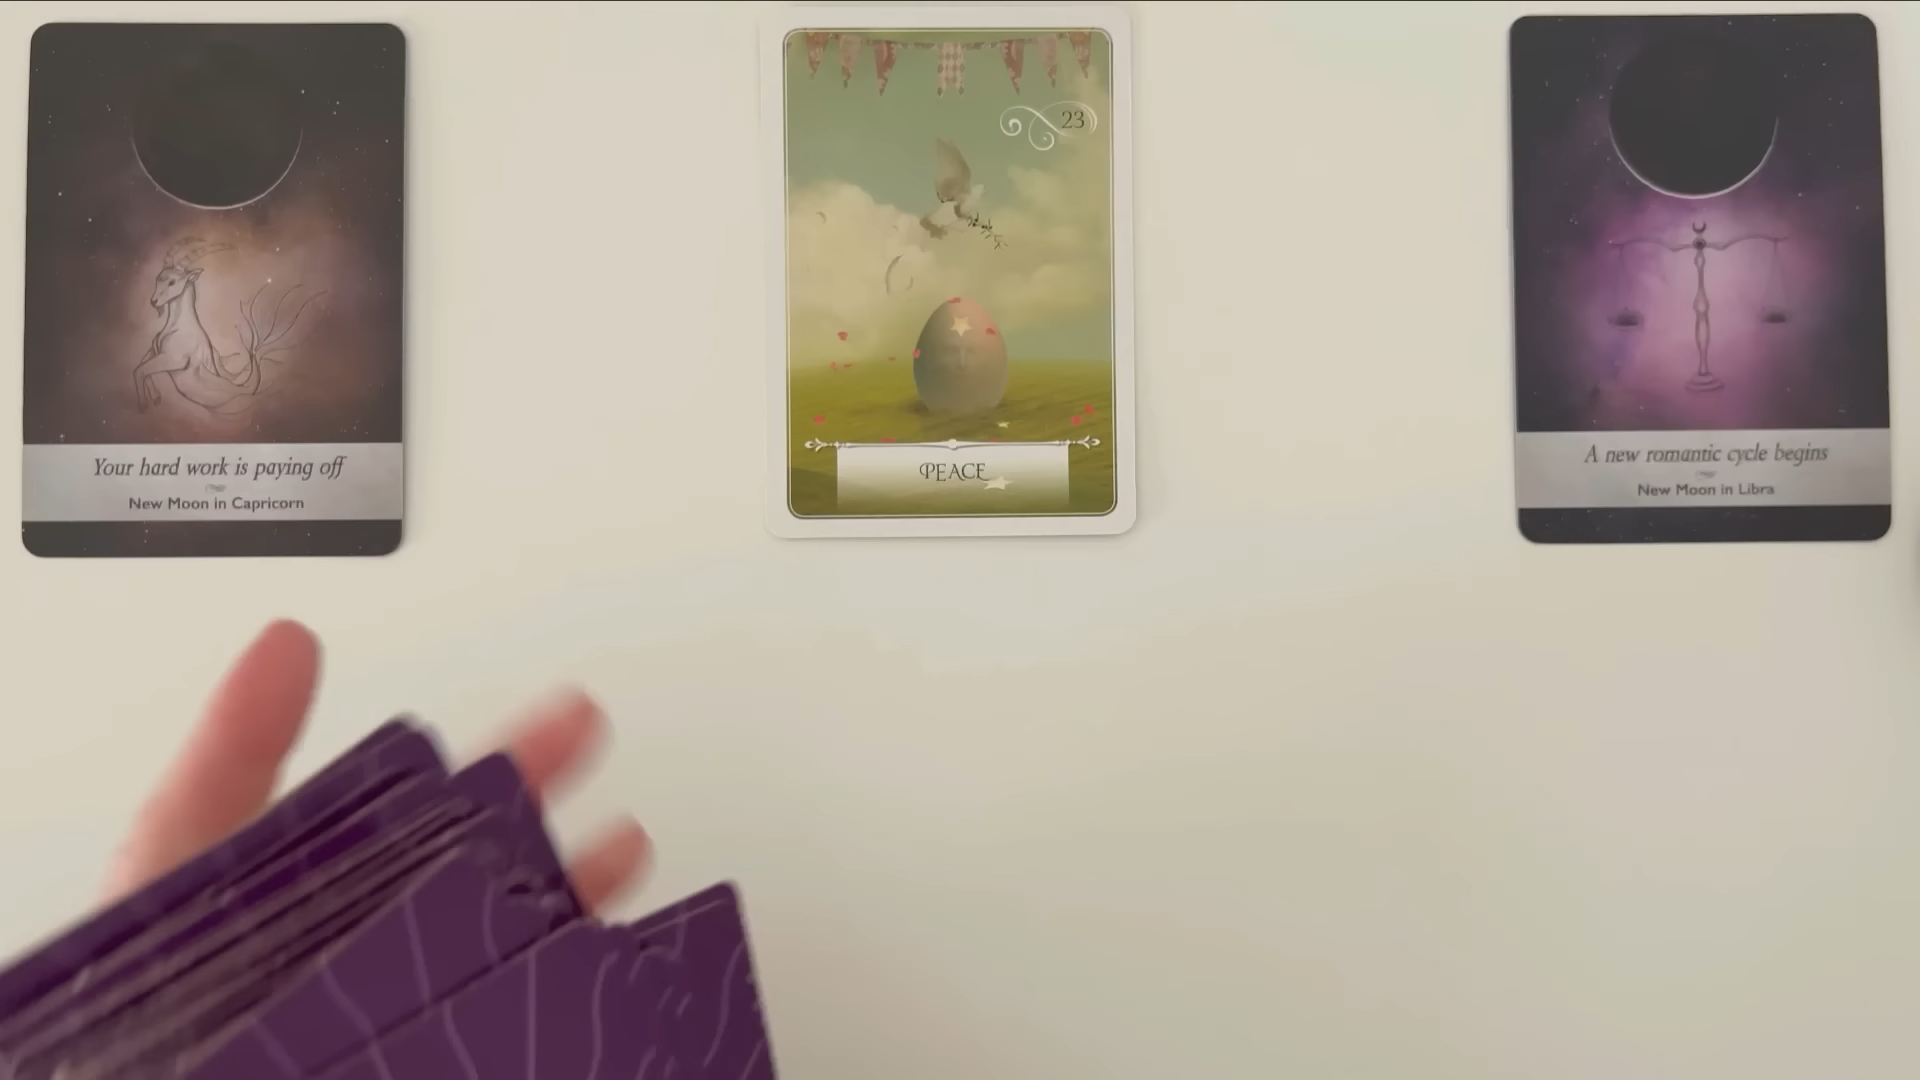 Your hard work is paying off
New Moon in Capricorn
23
PEACE
A new romantic cycle begins
New Moon in Libra